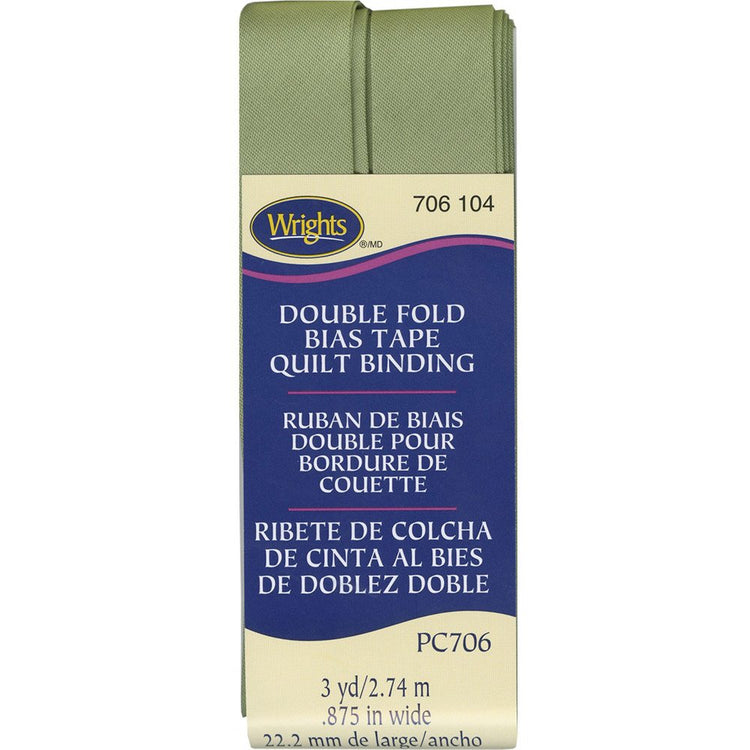 706 104
Wrights
®/MD
DOUBLE FOLD
BIAS TAPE
QUILT BINDING
RUBAN DE BIAIS
DOUBLE POUR
BORDURE DE
COUETTE
RIBETE DE COLCHA
DE CINTA AL BIES
DE DOBLEZ DOBLE
PC706
3 yd/2.74 m
.875 in wide
22.2 mm de large/ancho